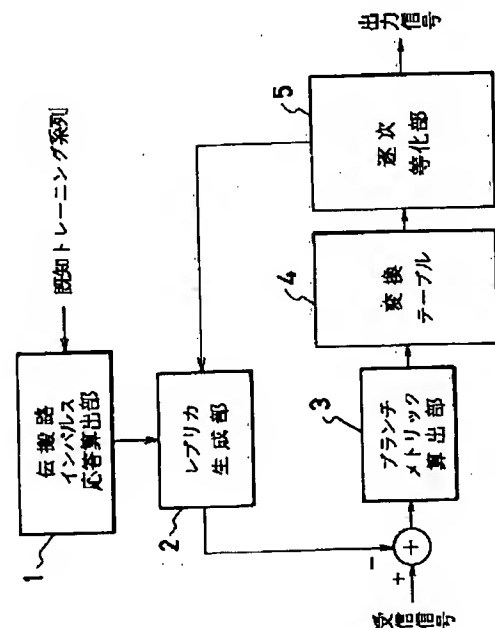 既知トレーニング系列
伝搬路
インパルス
応答算出部
1
レプリカ
生成部
2
ブランチ
メトリック
算出部
3
変換
テーブル
4
逐次
等化部
5
出力信号
受信信号
+
-
+